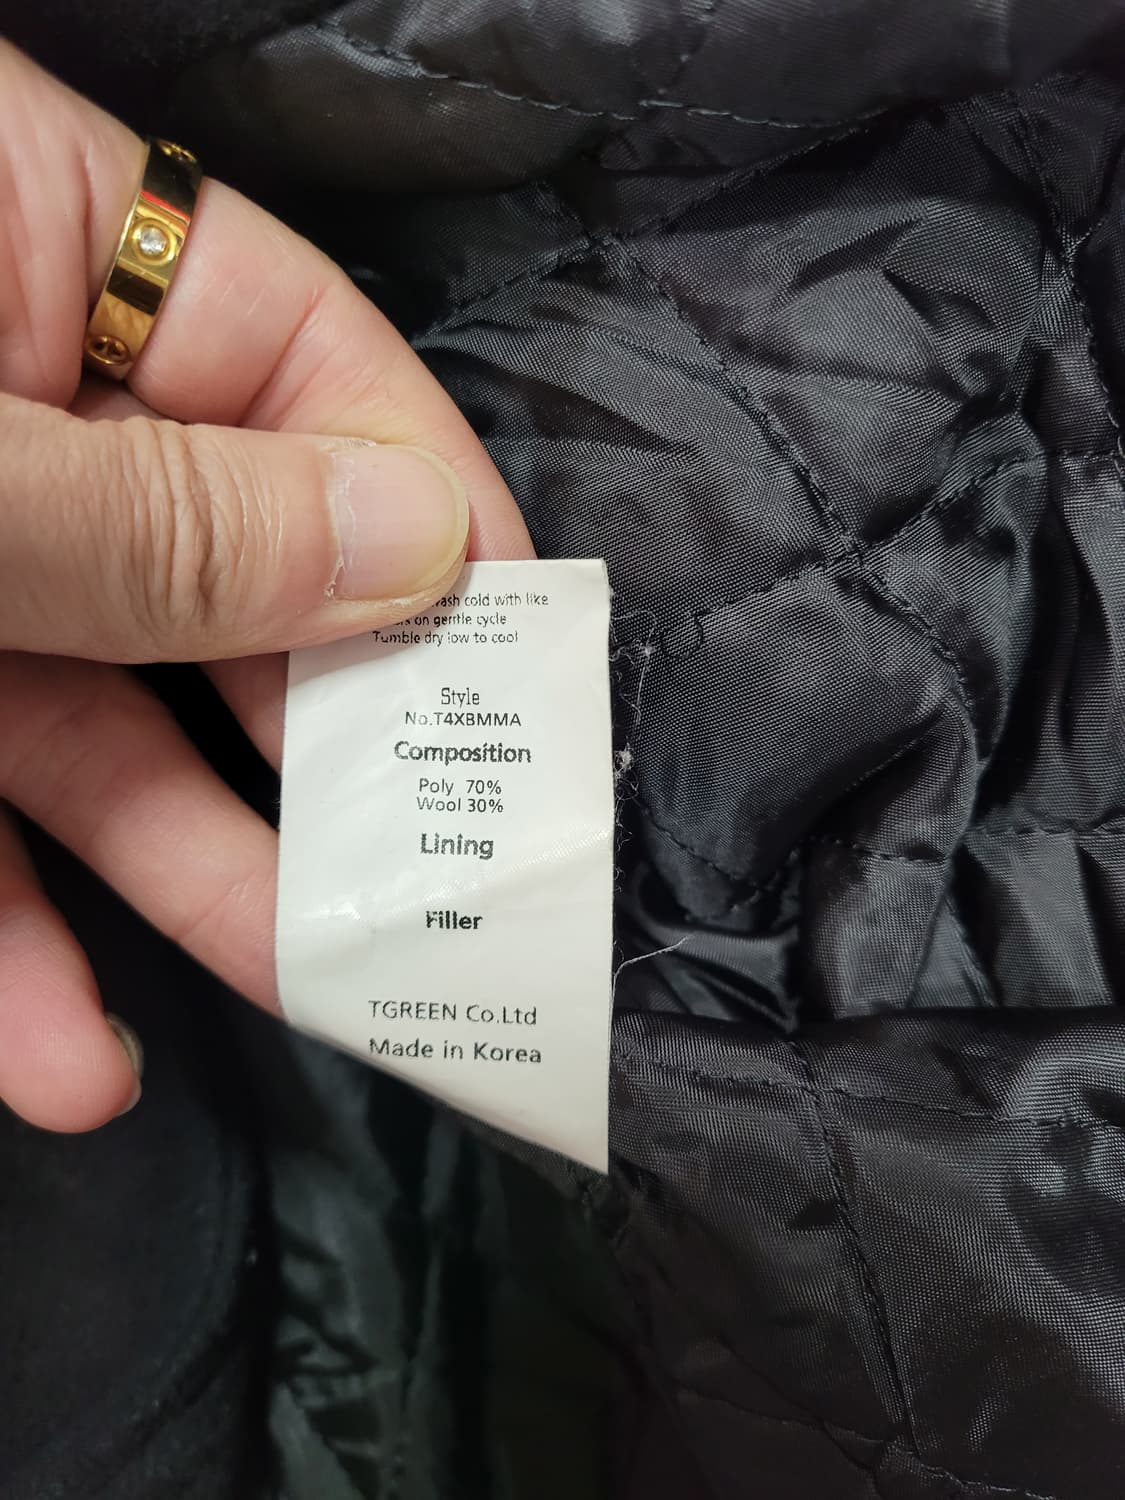 wash cold with like
on gentle cycle
Tumble dry low to cool
Style
No.T4XBMMA
Composition
Poly 70%
Wool 30%
Lining
Filler
TGREEN Co.Ltd
Made in Korea